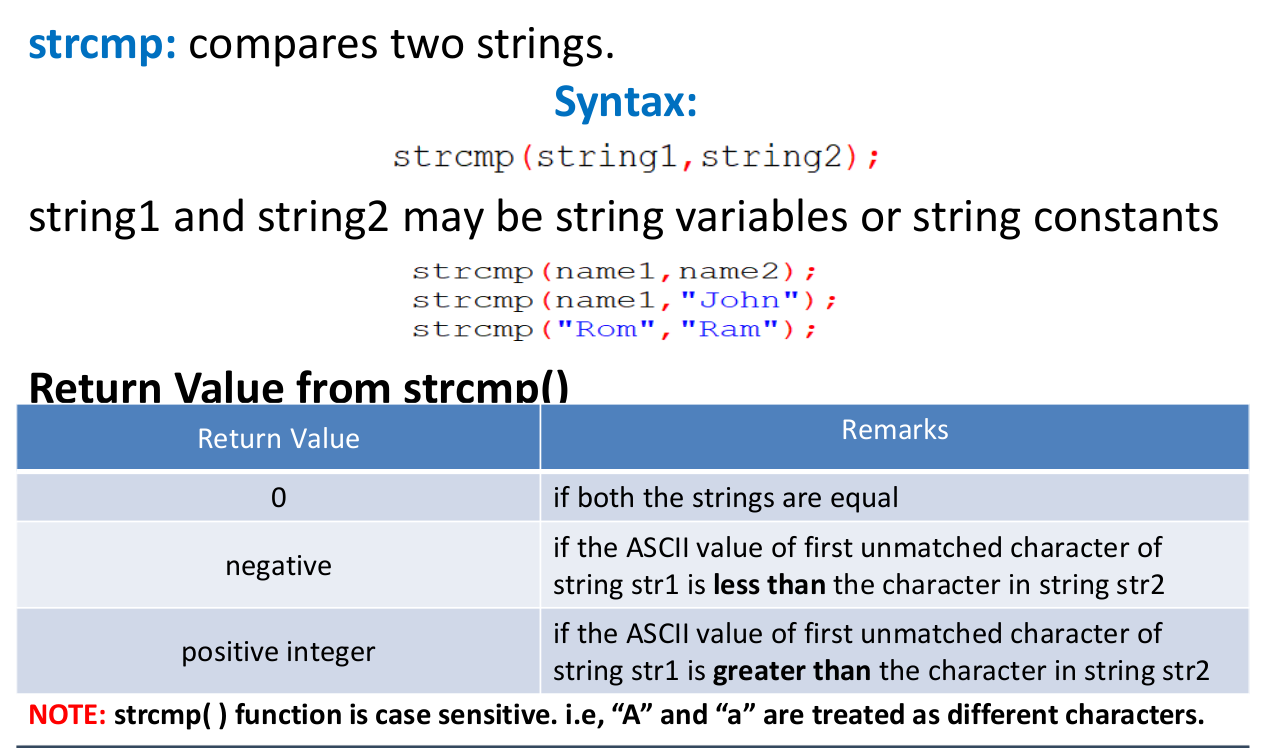 strcmp: compares two strings.
Syntax:
strcmp(string1,string2);
string1 and string2 may be string variables or string constants
strcmp(name1,name2);
strcmp(name1,"John");
strcmp("Rom","Ram");
Return Value from strcmp()
Return Value Remarks
0 if both the strings are equal
negative if the ASCII value of first unmatched character of
string str1 is less than the character in string str2
positive integer if the ASCII value of first unmatched character of
string str1 is greater than the character in string str2
NOTE: strcmp( ) function is case sensitive. i.e, “A” and “a” are treated as different characters.